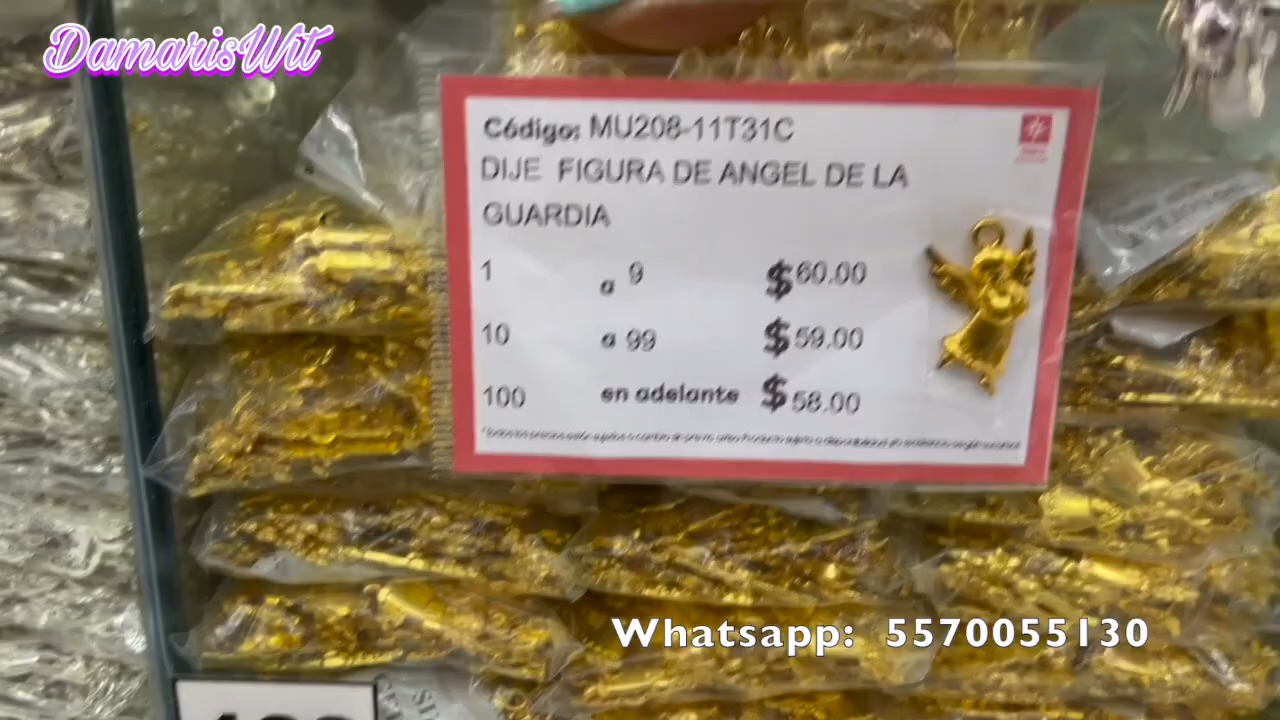 DamarisWit
Código: MU208-11T31C
DIJE FIGURA DE ANGEL DE LA
GUARDIA
1 a 9 $60.00
10 a 99 $59.00
100 en adelante $58.00
Whatsapp: 5570055130